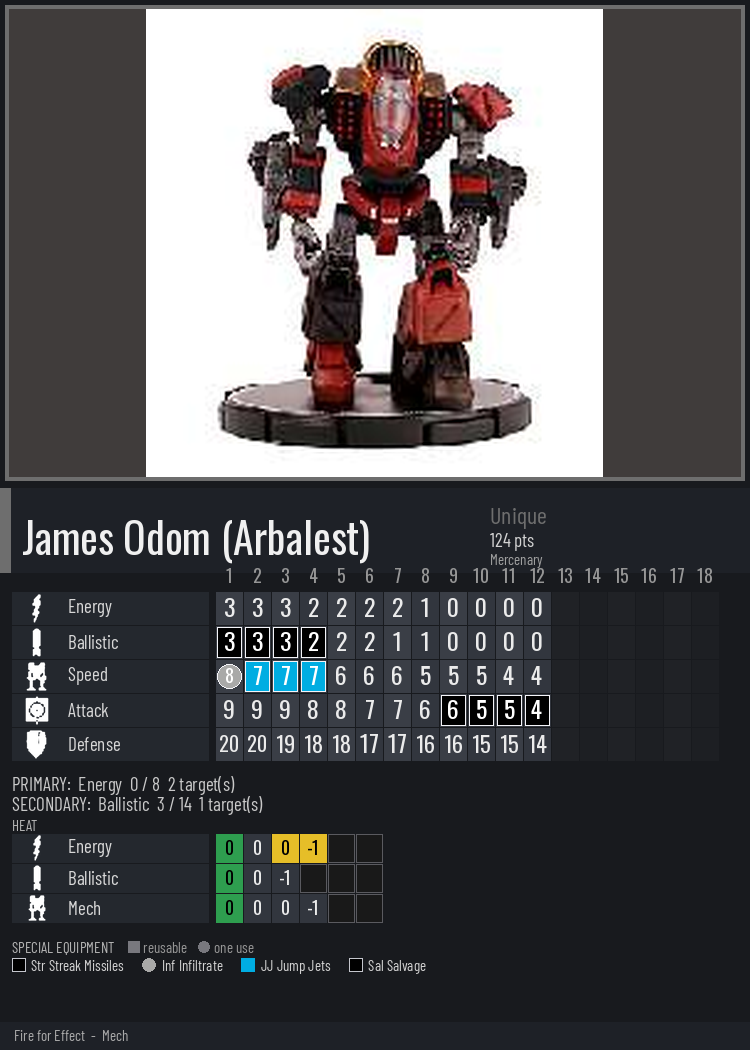 James Odom (Arbalest)
Unique
124 pts
Mercenary
1 2 3 4 5 6 7 8 9 10 11 12 13 14 15 16 17 18
Energy 3 3 3 2 2 2 2 1 0 0 0 0
Ballistic 3 3 3 2 2 2 1 1 0 0 0 0
Speed 8 7 7 7 6 6 6 5 5 5 4 4
Attack 9 9 9 8 8 7 7 6 6 5 5 4
Defense 20 20 19 18 18 17 17 16 16 15 15 14
PRIMARY: Energy 0 / 8 2 target(s)
SECONDARY: Ballistic 3 / 14 1 target(s)
HEAT
Energy 0 0 0 -1
Ballistic 0 0 -1
Mech 0 0 0 -1
SPECIAL EQUIPMENT reusable one use
Str Streak Missiles Inf Infiltrate JJ Jump Jets Sal Salvage
Fire for Effect - Mech